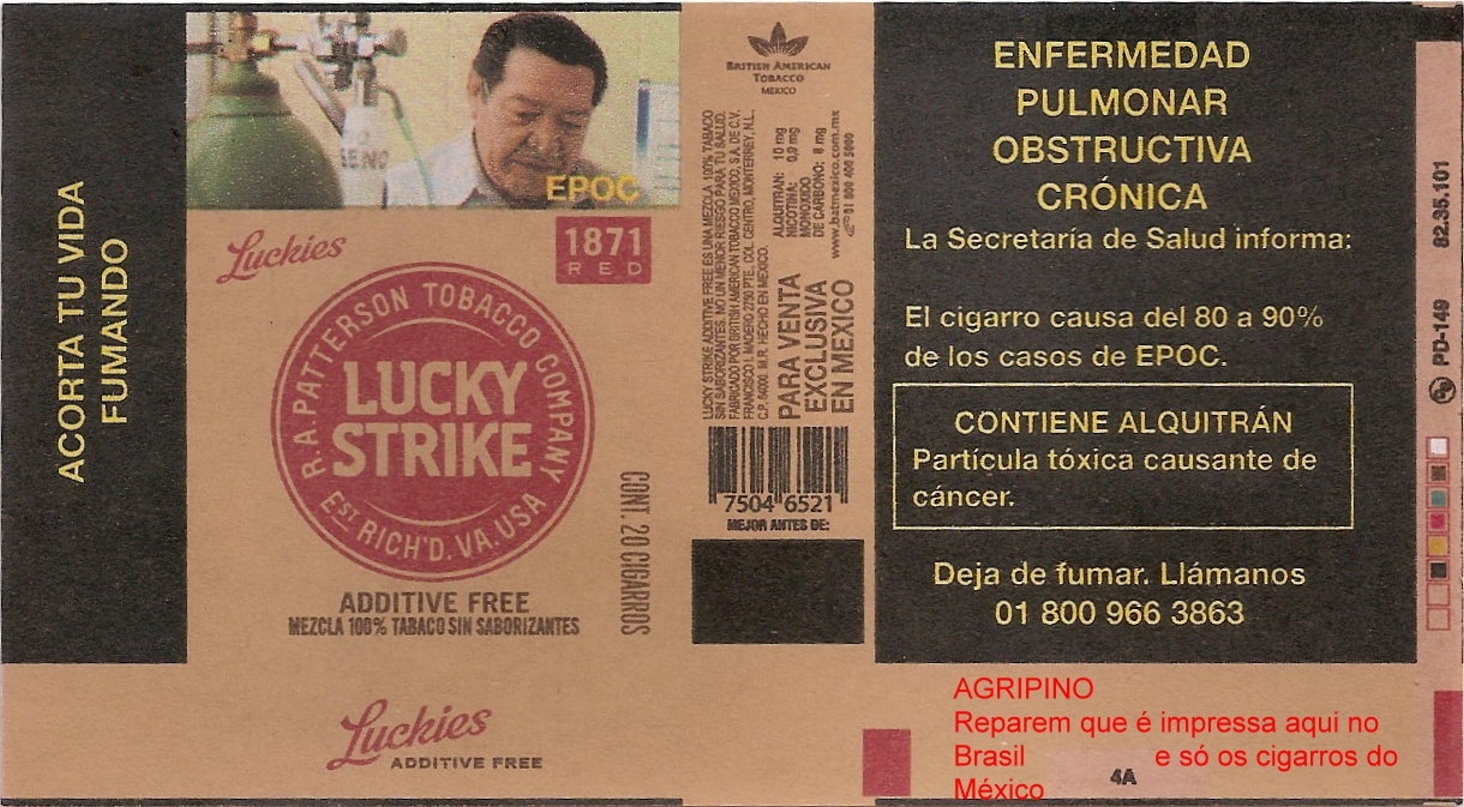 ACORTA TU VIDA
FUMANDO
EPOC
Luckies
1871
RED
R.A. PATTERSON TOBACCO COMPANY
LUCKY
STRIKE
EST RICH'D. VA. USA
ADDITIVE FREE
MEZCLA 100% TABACO SIN SABORIZANTES
CONT. 20 CIGARROS
Luckies
ADDITIVE FREE
BRITISH AMERICAN
TOBACCO
MEXICO
LUCKY STRIKE ADDITIVE FREE ES UNA MEZCLA 100% TABACO
SIN SABORIZANTES. NO UN MENOR RIESGO PARA TU SALUD.
FABRICADO POR BRITISH AMERICAN TOBACCO MEXICO, S.A. DE C.V.
FRANCISCO I. MADERO 2750 PTE., COL. CENTRO, MONTERREY, N.L.,
C.P. 64000. M.R. HECHO EN MEXICO.
PARA VENTA
EXCLUSIVA
EN MEXICO
ALQUITRAN: 10 mg
NICOTINA: 0,9 mg
MONOXIDO
DE CARBONO: 8 mg
www.batmexico.com.mx
01 800 400 5000
7504 6521
MEJOR ANTES DE:
ENFERMEDAD
PULMONAR
OBSTRUCTIVA
CRÓNICA
La Secretaría de Salud informa:
El cigarro causa del 80 a 90%
de los casos de EPOC.
CONTIENE ALQUITRÁN
Partícula tóxica causante de
cáncer.
Deja de fumar. Llámanos
01 800 966 3863
82.35.101
PD-149
AGRIPINO
Reparem que é impressa aqui no
Brasil e só os cigarros do
México
4A